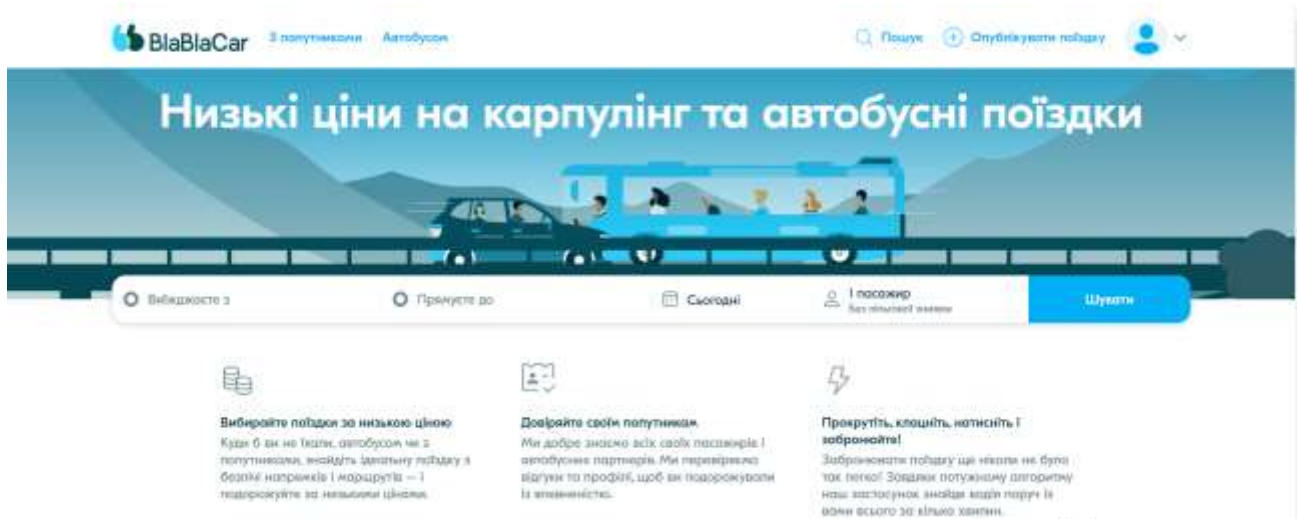 BlaBlaCar З попутниками Автобусом Пошук Опублікувати поїздку
Низькі ціни на карпулінг та автобусні поїздки
Виїжджаєте з Прямуєте до Сьогодні 1 пасажир Шукати
Без пільгової знижки
Вибирайте поїздки за низькою ціною
Куди б ви не їхали, автобусом чи з
попутниками, знайдіть ідеальну поїздку з
безлічі напрямків і маршрутів — і
подорожуйте за низькими цінами.
Довіряйте своїм попутникам
Ми добре знаємо всіх своїх пасажирів і
автобусних партнерів. Ми перевіряємо
відгуки та профілі, щоб ви подорожували
із впевненістю.
Прокрутіть, клацніть, натисніть і
забронюйте!
Забронювати поїздку ще ніколи не було
так легко! Завдяки потужному алгоритму
наш застосунок знайде водія поруч із
вами всього за кілька хвилин.